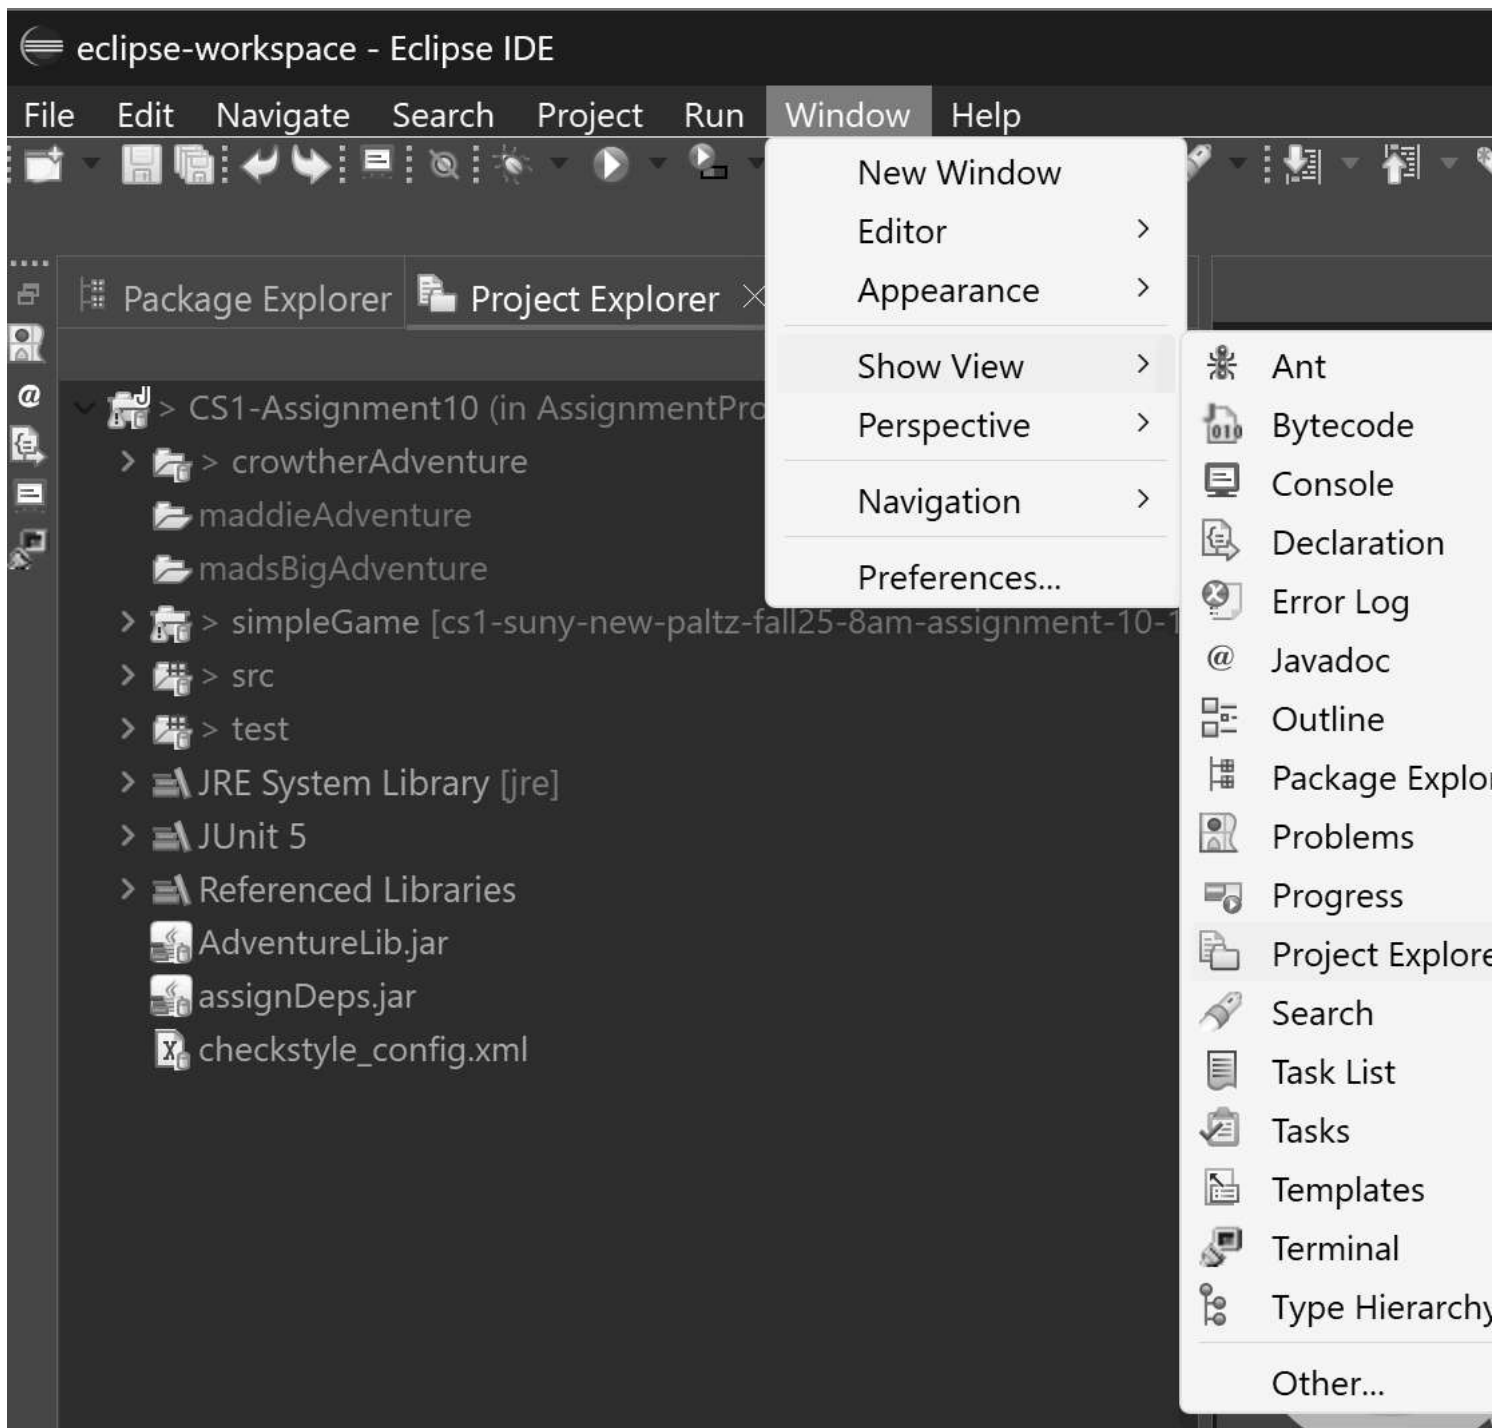 eclipse-workspace - Eclipse IDE
File Edit Navigate Search Project Run Window Help
Package Explorer
Project Explorer
> CS1-Assignment10 (in AssignmentPro
> crowtherAdventure
maddieAdventure
madsBigAdventure
> simpleGame [cs1-suny-new-paltz-fall25-8am-assignment-10-1
> src
> test
JRE System Library [jre]
JUnit 5
Referenced Libraries
AdventureLib.jar
assignDeps.jar
checkstyle_config.xml
New Window
Editor
Appearance
Show View
Perspective
Navigation
Preferences...
Ant
Bytecode
Console
Declaration
Error Log
@ Javadoc
Outline
Package Explor
Problems
Progress
Project Explore
Search
Task List
Tasks
Templates
Terminal
Type Hierarchy
Other...